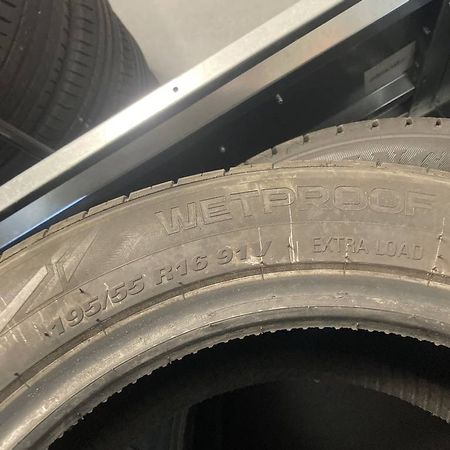 WETPROOF
195/55 R16 91V EXTRA LOAD